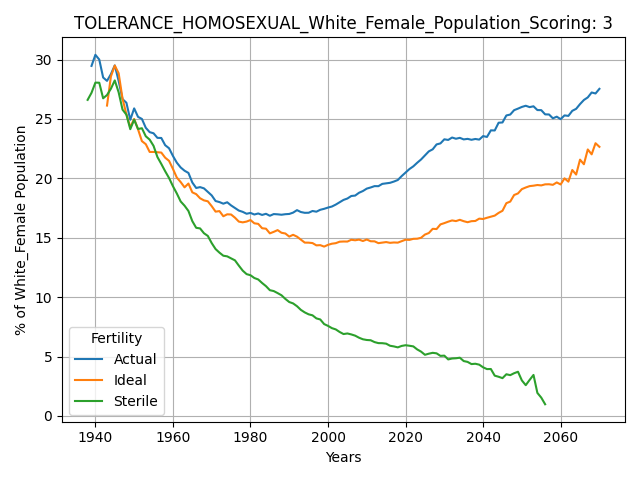 TOLERANCE_HOMOSEXUAL_White_Female_Population_Scoring: 3
% of White_Female Population
30
25
20
15
10
5
0
Fertility
Actual
Ideal
Sterile
1940 1960 1980 2000 2020 2040 2060
Years